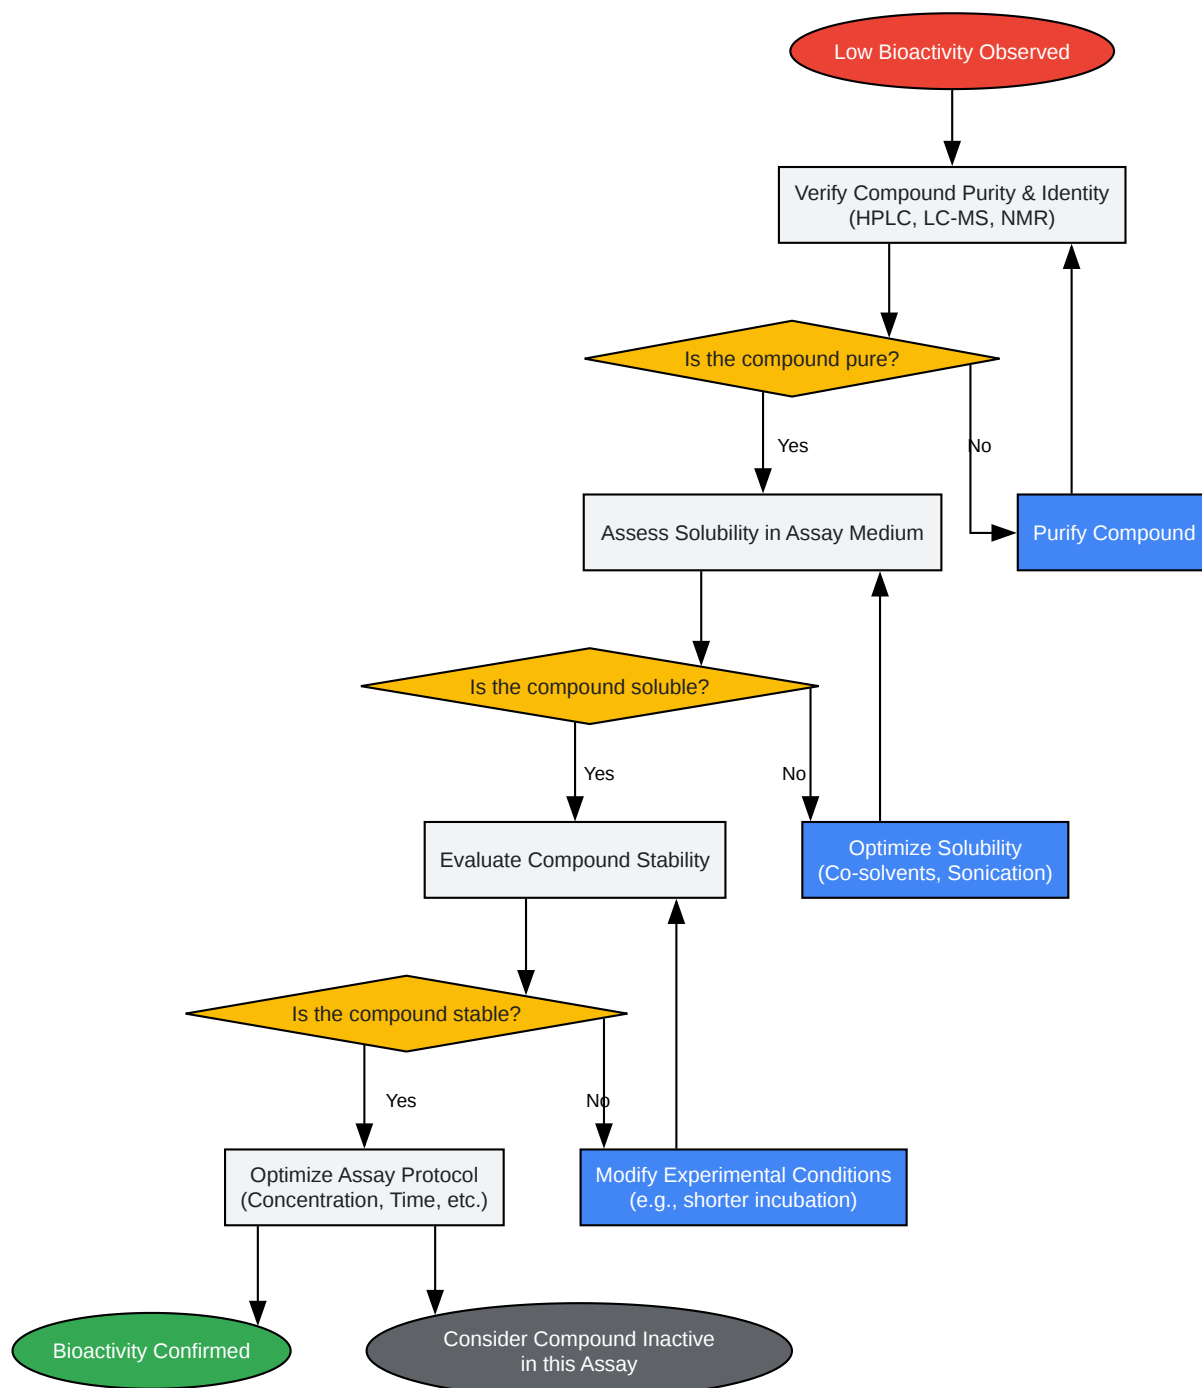 Low Bioactivity Observed
Verify Compound Purity & Identity
(HPLC, LC-MS, NMR)
Is the compound pure?
Yes
No
Assess Solubility in Assay Medium
Purify Compound
Is the compound soluble?
Yes
No
Evaluate Compound Stability
Optimize Solubility
(Co-solvents, Sonication)
Is the compound stable?
Yes
No
Optimize Assay Protocol
(Concentration, Time, etc.)
Modify Experimental Conditions
(e.g., shorter incubation)
Bioactivity Confirmed
Consider Compound Inactive
in this Assay